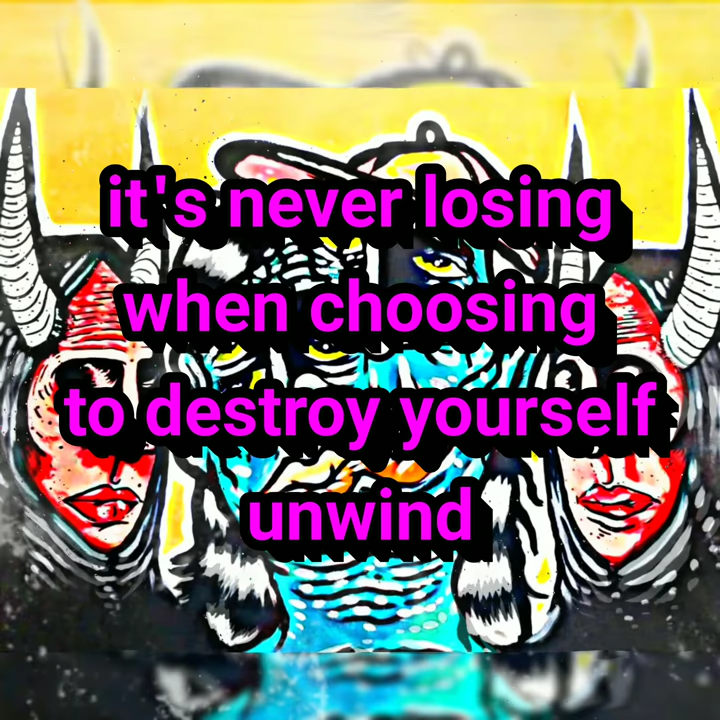 it's never losing
when choosing
to destroy yourself
unwind